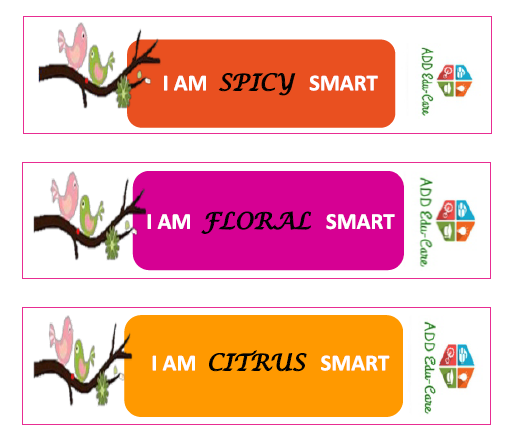 I AM SPICY SMART
ADD Edu-Care
I AM FLORAL SMART
ADD Edu-Care
I AM CITRUS SMART
ADD Edu-Care